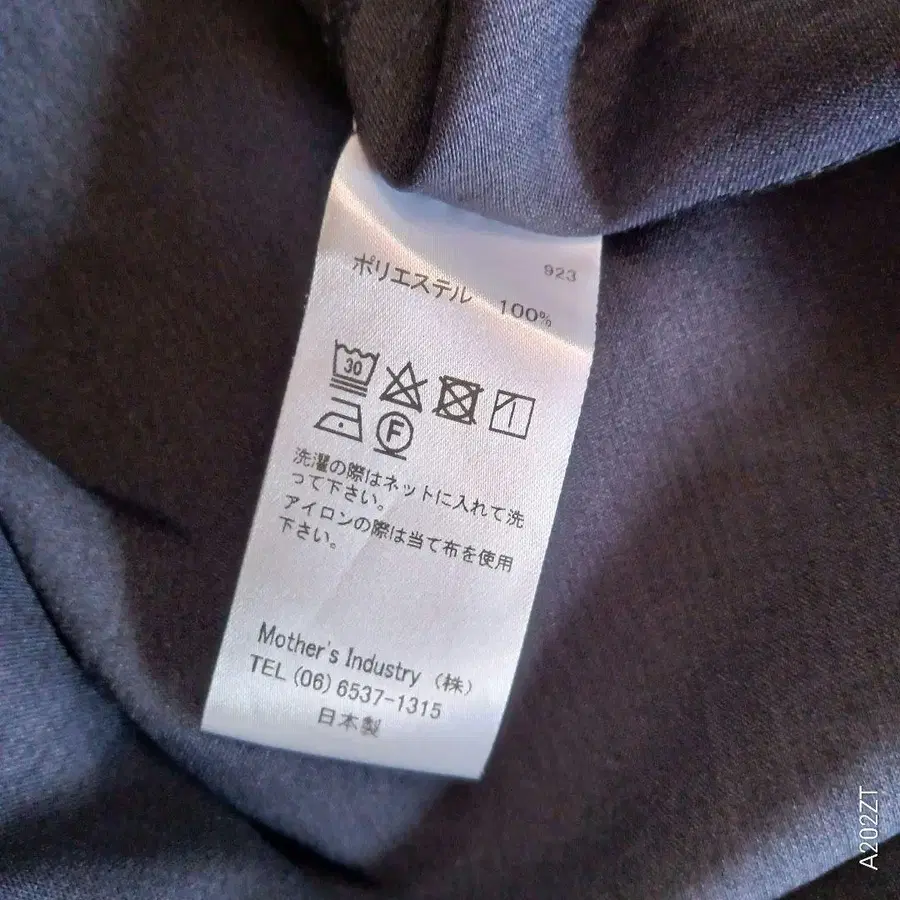 923
ポリエステル 100%
30
F
洗濯の際はネットに入れて洗
って下さい。
アイロンの際は当て布を使用
下さい。
Mother's Industry (株)
TEL (06) 6537-1315
日本製
A202ZT